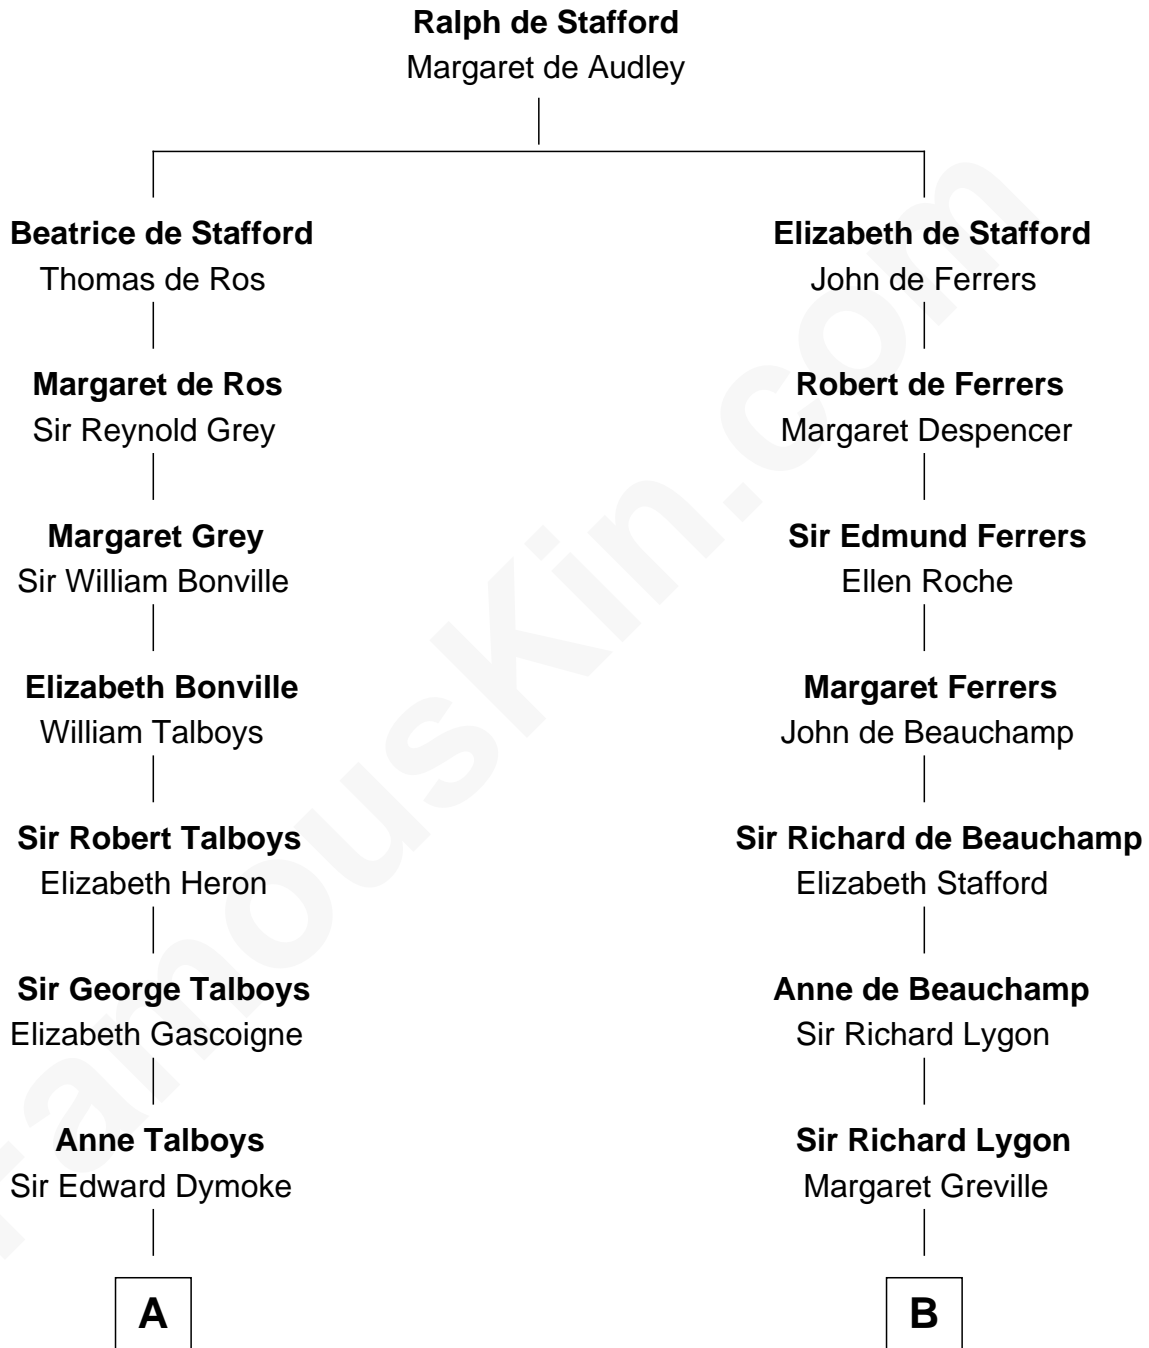 Ralph de Stafford
Margaret de Audley
Beatrice de Stafford
Thomas de Ros
Elizabeth de Stafford
John de Ferrers
Margaret de Ros
Sir Reynold Grey
Robert de Ferrers
Margaret Despencer
Margaret Grey
Sir William Bonville
Sir Edmund Ferrers
Ellen Roche
Elizabeth Bonville
William Talboys
Margaret Ferrers
John de Beauchamp
Sir Robert Talboys
Elizabeth Heron
Sir Richard de Beauchamp
Elizabeth Stafford
Sir George Talboys
Elizabeth Gascoigne
Anne de Beauchamp
Sir Richard Lygon
Anne Talboys
Sir Edward Dymoke
Sir Richard Lygon
Margaret Greville
A
B
FamousKin.com